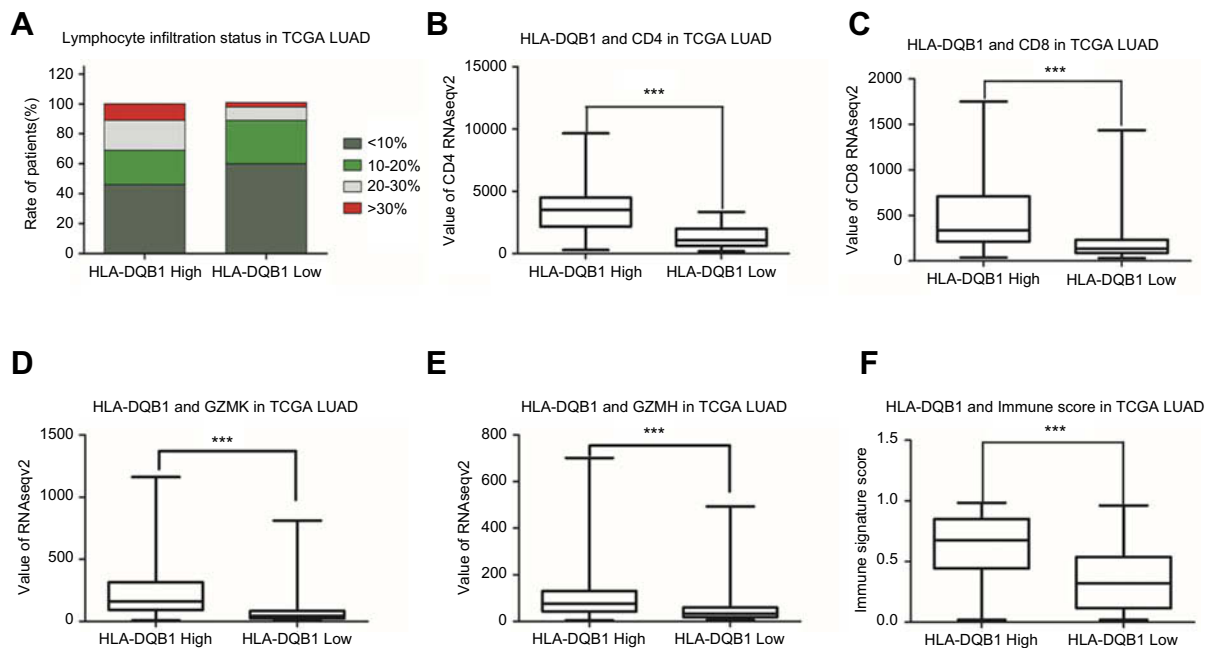 A
Lymphocyte infiltration status in TCGA LUAD
Rate of patients(%)
120
100
80
60
40
20
0
HLA-DQB1 High
HLA-DQB1 Low
<10%
10-20%
20-30%
>30%
B
HLA-DQB1 and CD4 in TCGA LUAD
Value of CD4 RNAseqv2
15000
10000
5000
0
***
HLA-DQB1 High
HLA-DQB1 Low
C
HLA-DQB1 and CD8 in TCGA LUAD
Value of CD8 RNAseqv2
2000
1500
1000
500
0
***
HLA-DQB1 High
HLA-DQB1 Low
D
HLA-DQB1 and GZMK in TCGA LUAD
Value of RNAseqv2
1500
1000
500
0
***
HLA-DQB1 High
HLA-DQB1 Low
E
HLA-DQB1 and GZMH in TCGA LUAD
Value of RNAseqv2
800
600
400
200
0
***
HLA-DQB1 High
HLA-DQB1 Low
F
HLA-DQB1 and Immune score in TCGA LUAD
Immune signature score
1.5
1.0
0.5
0.0
***
HLA-DQB1 High
HLA-DQB1 Low